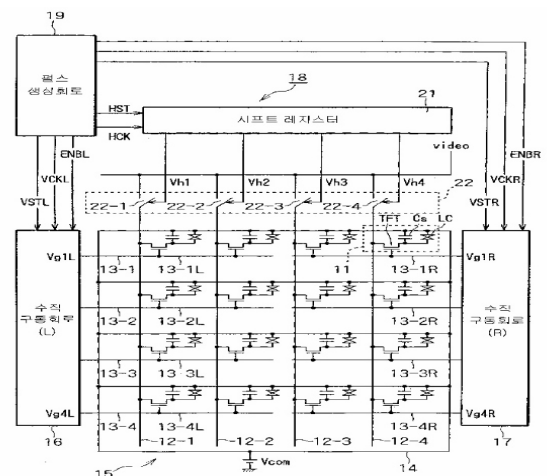 19
펄스
생성회로
18
21
HST
시프트 레지스터
HCK
video
ENBL
VCKL
VSTL
Vh1
Vh2
Vh3
Vh4
ENBR
VCKR
VSTR
22
22-1
22-2
22-3
22-4
TFT
Cs
LC
11
Vg1L
13-1
13-1L
13-1R
Vg1R
수직
구동회로
(L)
수직
구동회로
(R)
13-2
13-2L
13-2R
13-3
13-3L
13-3R
Vg4L
13-4
13-4L
13-4R
Vg4R
16
12-1
12-2
12-3
12-4
14
17
15
Vcom